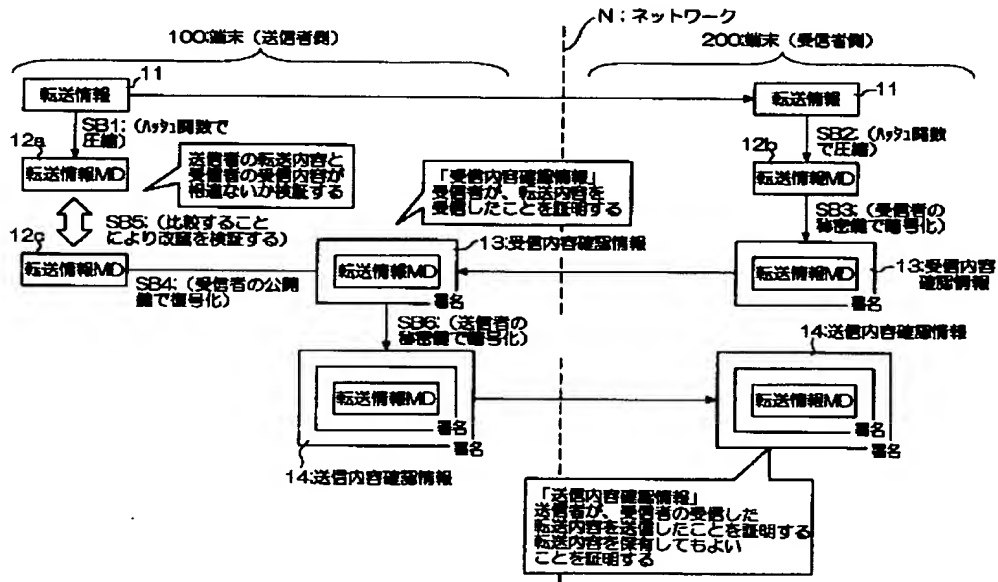 N：ネットワーク
100:端末（送信者側）
200:端末（受信者側）
11
転送情報
転送情報
11
SB1:（ハッシュ関数で
圧縮）
SB2:（ハッシュ関数
で圧縮）
12a
転送情報MD
送信者の転送内容と
受信者の受信内容が
相違ないか検証する
「受信内容確認情報」
受信者が、転送内容を
受信したことを証明する
12b
転送情報MD
SB5:（比較すること
により改竄を検証する）
SB3:（受信者の
秘密鍵で暗号化）
12c
転送情報MD
SB4:（受信者の公開
鍵で復号化）
13:受信内容確認情報
転送情報MD
署名
転送情報MD
署名
13:受信内容
確認情報
SB6:（送信者の
秘密鍵で暗号化）
14:送信内容確認情報
転送情報MD
署名
署名
転送情報MD
署名
署名
14:送信内容確認情報
「送信内容確認情報」
送信者が、受信者の受信した
転送内容を送信したことを証明する
転送内容を保有してもよい
ことを証明する